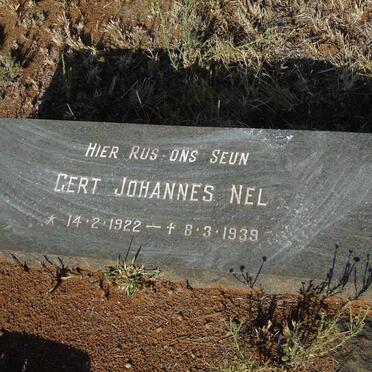 HIER RUS ONS SEUN
GERT JOHANNES NEL
* 14·2·1922 — † 8·3·1939